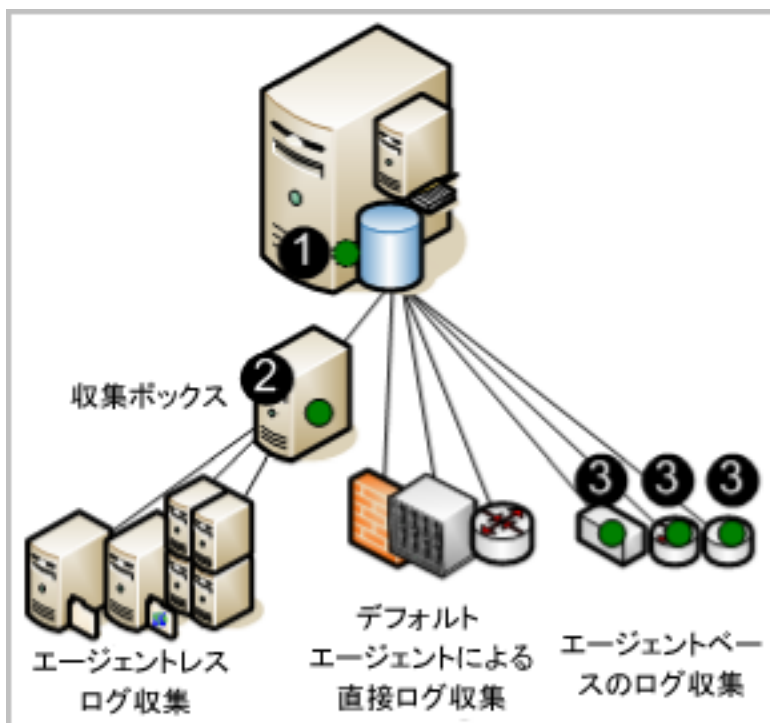 1
2
収集ボックス
3 3 3
エージェントレス
ログ収集
デフォルト
エージェントによる
直接ログ収集
エージェントベー
スのログ収集